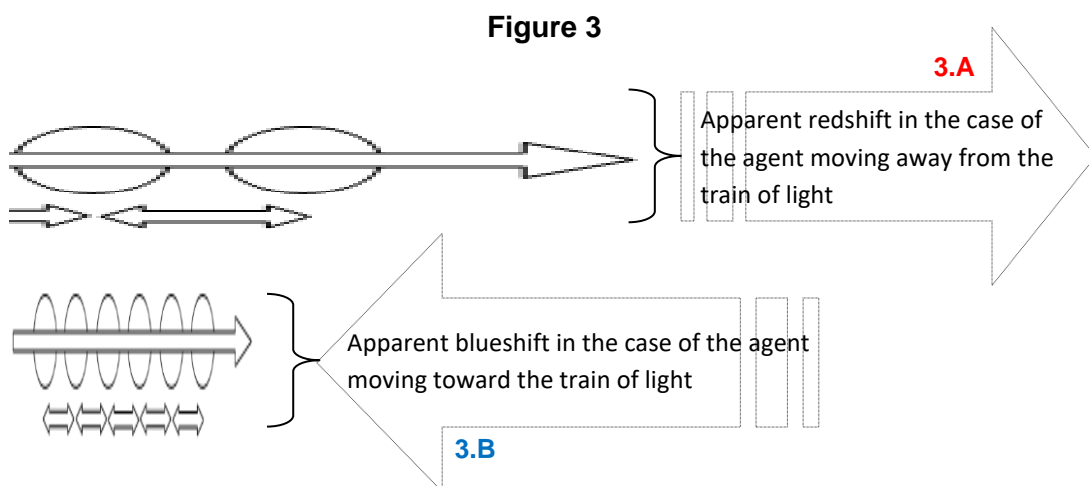 Figure 3
3.A
Apparent redshift in the case of
the agent moving away from the
train of light
Apparent blueshift in the case of the agent
moving toward the train of light
3.B